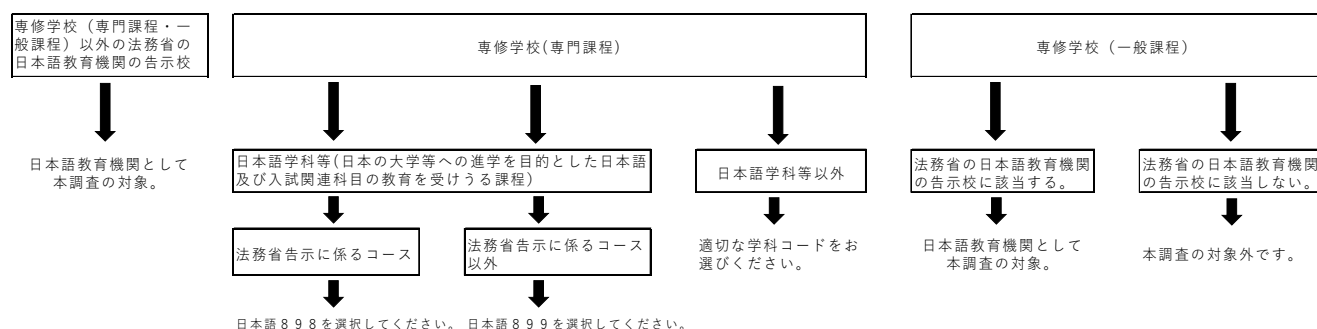 専修学校（専門課程・一
般課程）以外の法務省の
日本語教育機関の告示校
専修学校(専門課程)
専修学校（一般課程）
日本語教育機関として
本調査の対象。
日本語学科等(日本の大学等への進学を目的とした日本語
及び入試関連科目の教育を受けうる課程)
日本語学科等以外
法務省の日本語教育機関
の告示校に該当する。
法務省の日本語教育機関
の告示校に該当しない。
法務省告示に係るコース
法務省告示に係るコース
以外
適切な学科コードをお
選びください。
日本語教育機関として
本調査の対象。
本調査の対象外です。
日本語８９８を選択してください。
日本語８９９を選択してください。